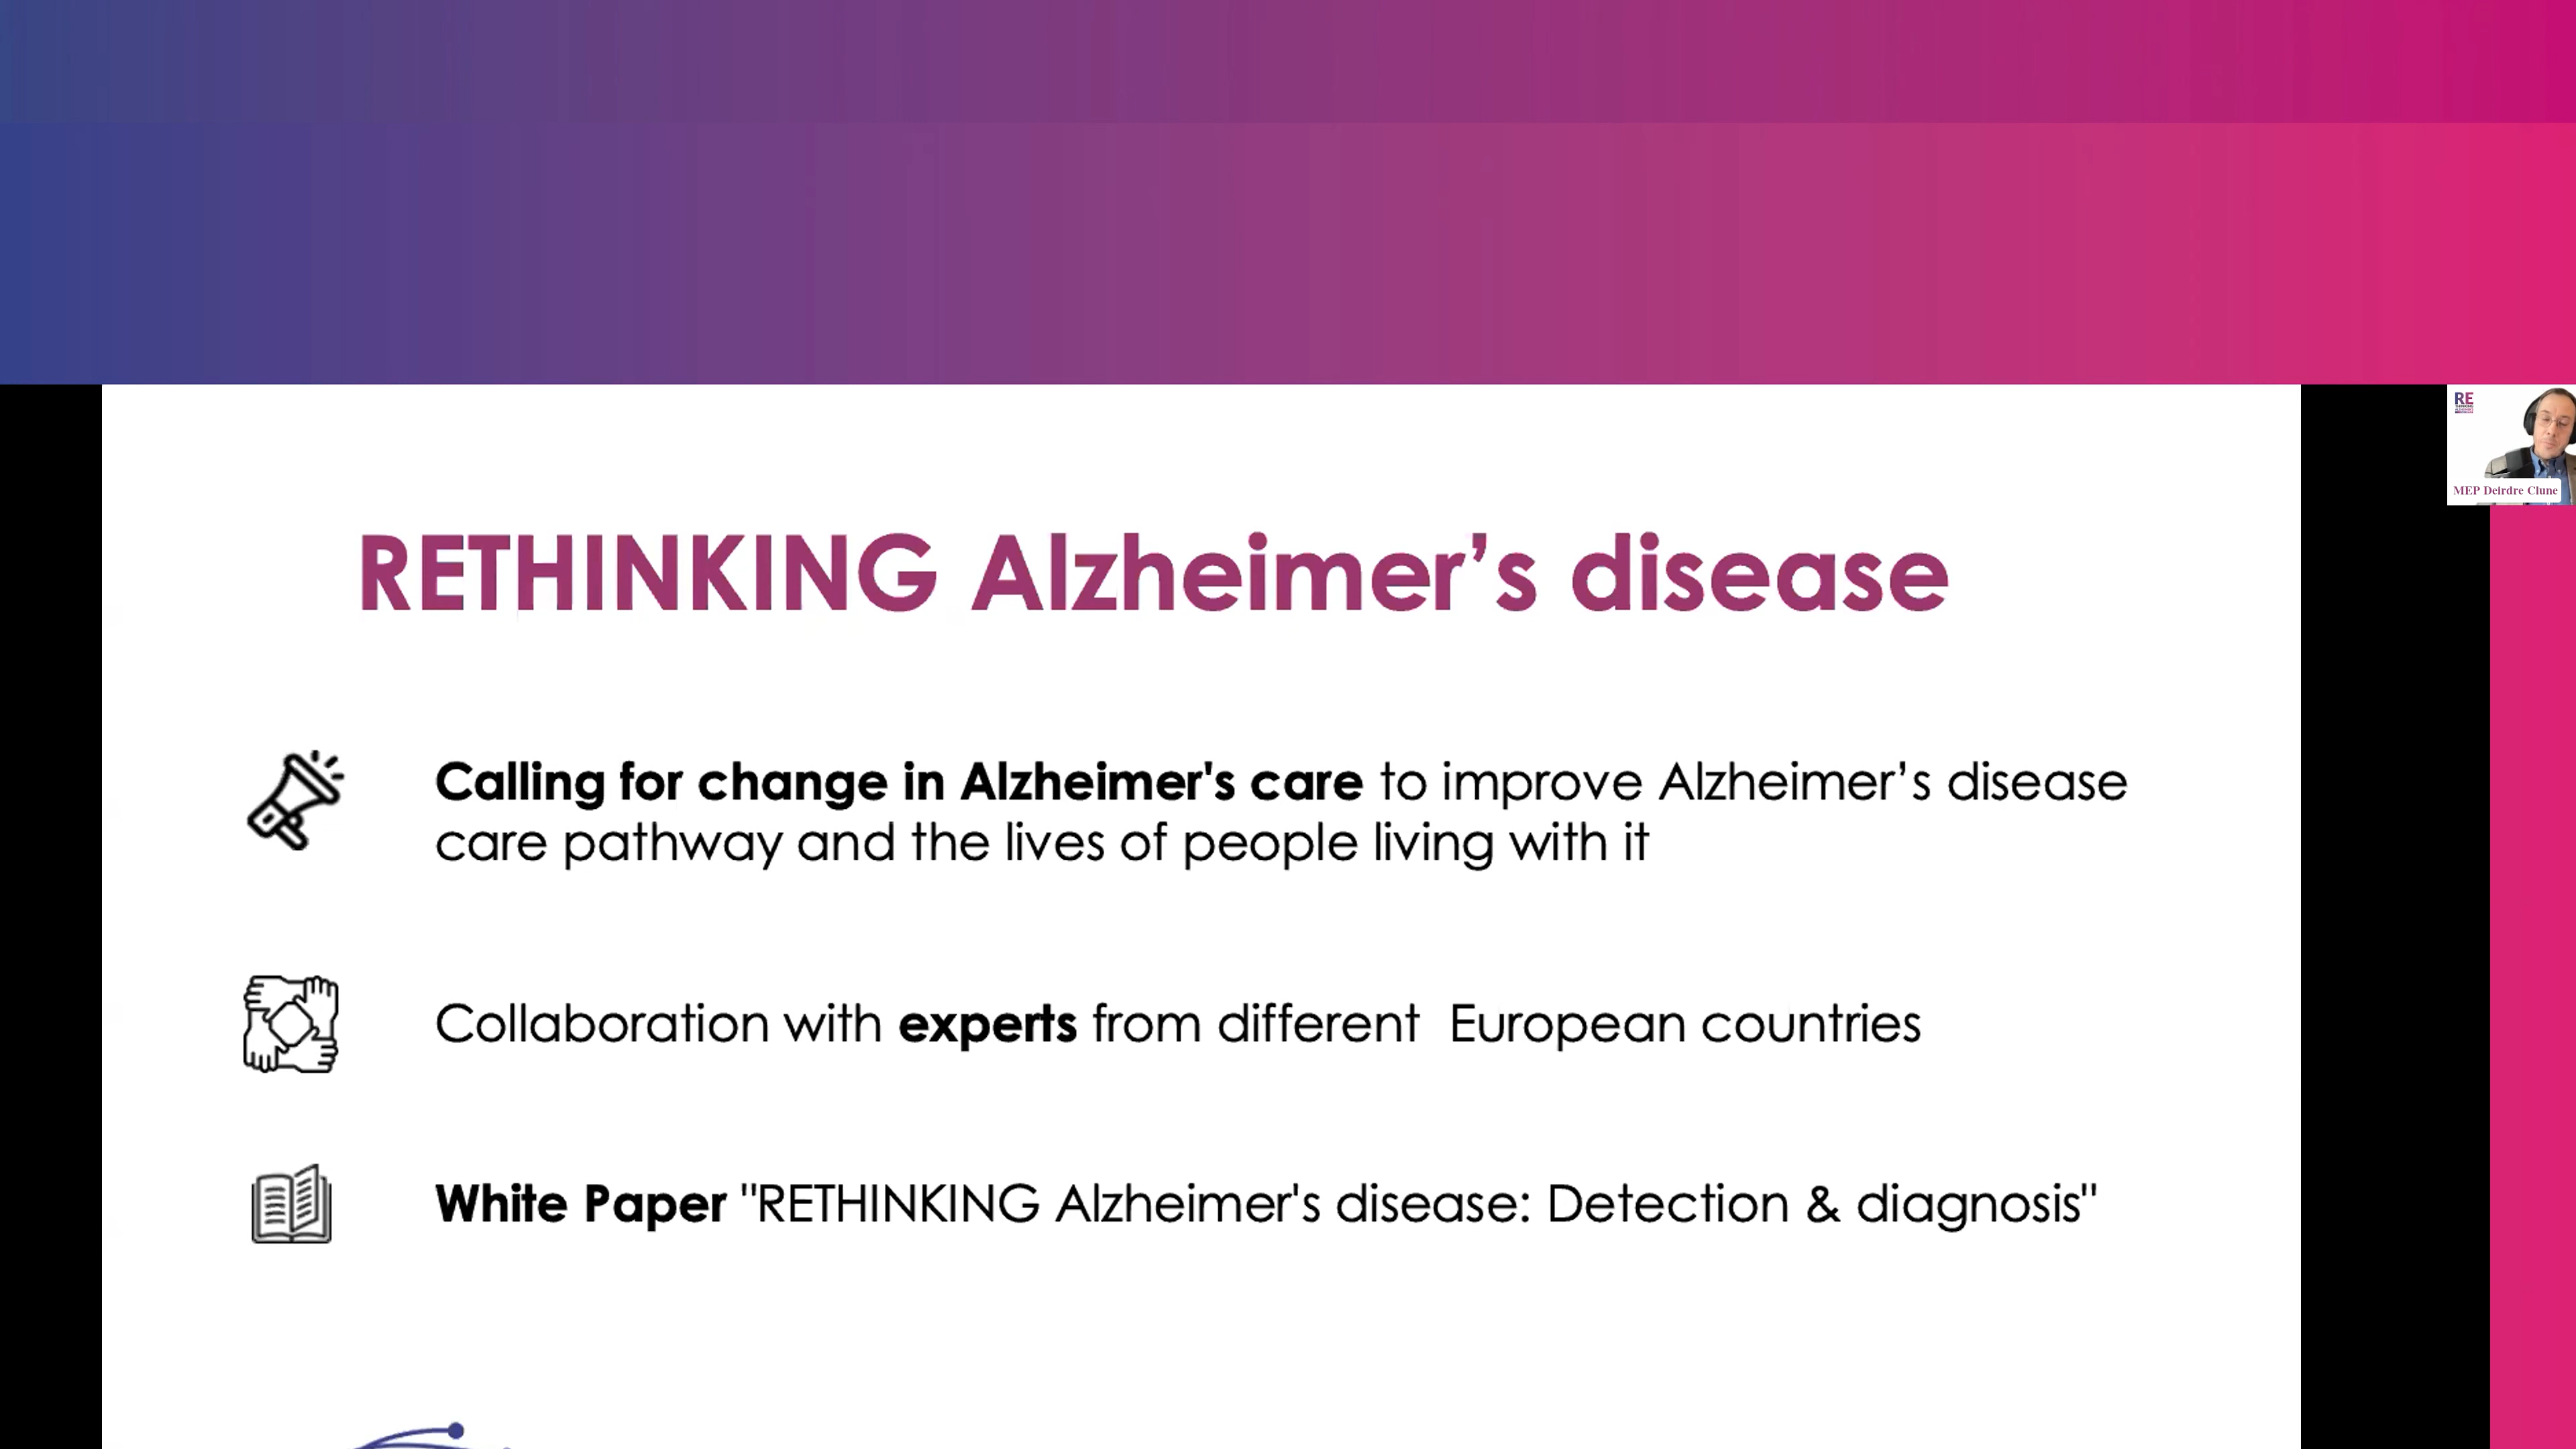 RE
MEP Deirdre Clune
RETHINKING Alzheimer’s disease
Calling for change in Alzheimer's care to improve Alzheimer’s disease
care pathway and the lives of people living with it
Collaboration with experts from different  European countries
White Paper "RETHINKING Alzheimer's disease: Detection & diagnosis"